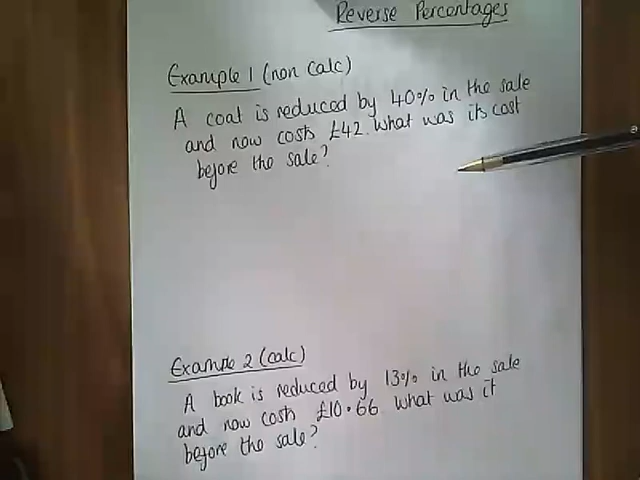 Reverse Percentages
Example 1 (non calc)
A coat is reduced by 40% in the sale
and now costs £42. what was its cost
before the sale?
Example 2 (calc)
A book is reduced by 13% in the sale
and now costs £10.66 what was it
before the sale?